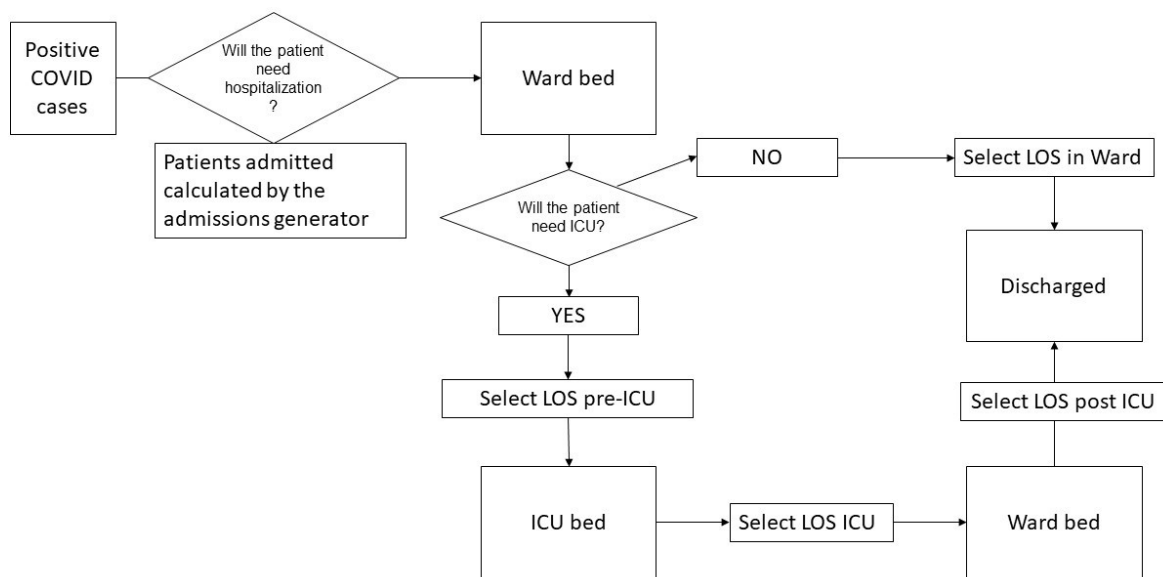 Positive
COVID
cases
Will the patient
need
hospitalization
?
Patients admitted
calculated by the
admissions generator
Ward bed
NO
Select LOS in Ward
Will the patient
need ICU?
Discharged
YES
Select LOS pre-ICU
Select LOS post ICU
ICU bed
Select LOS ICU
Ward bed